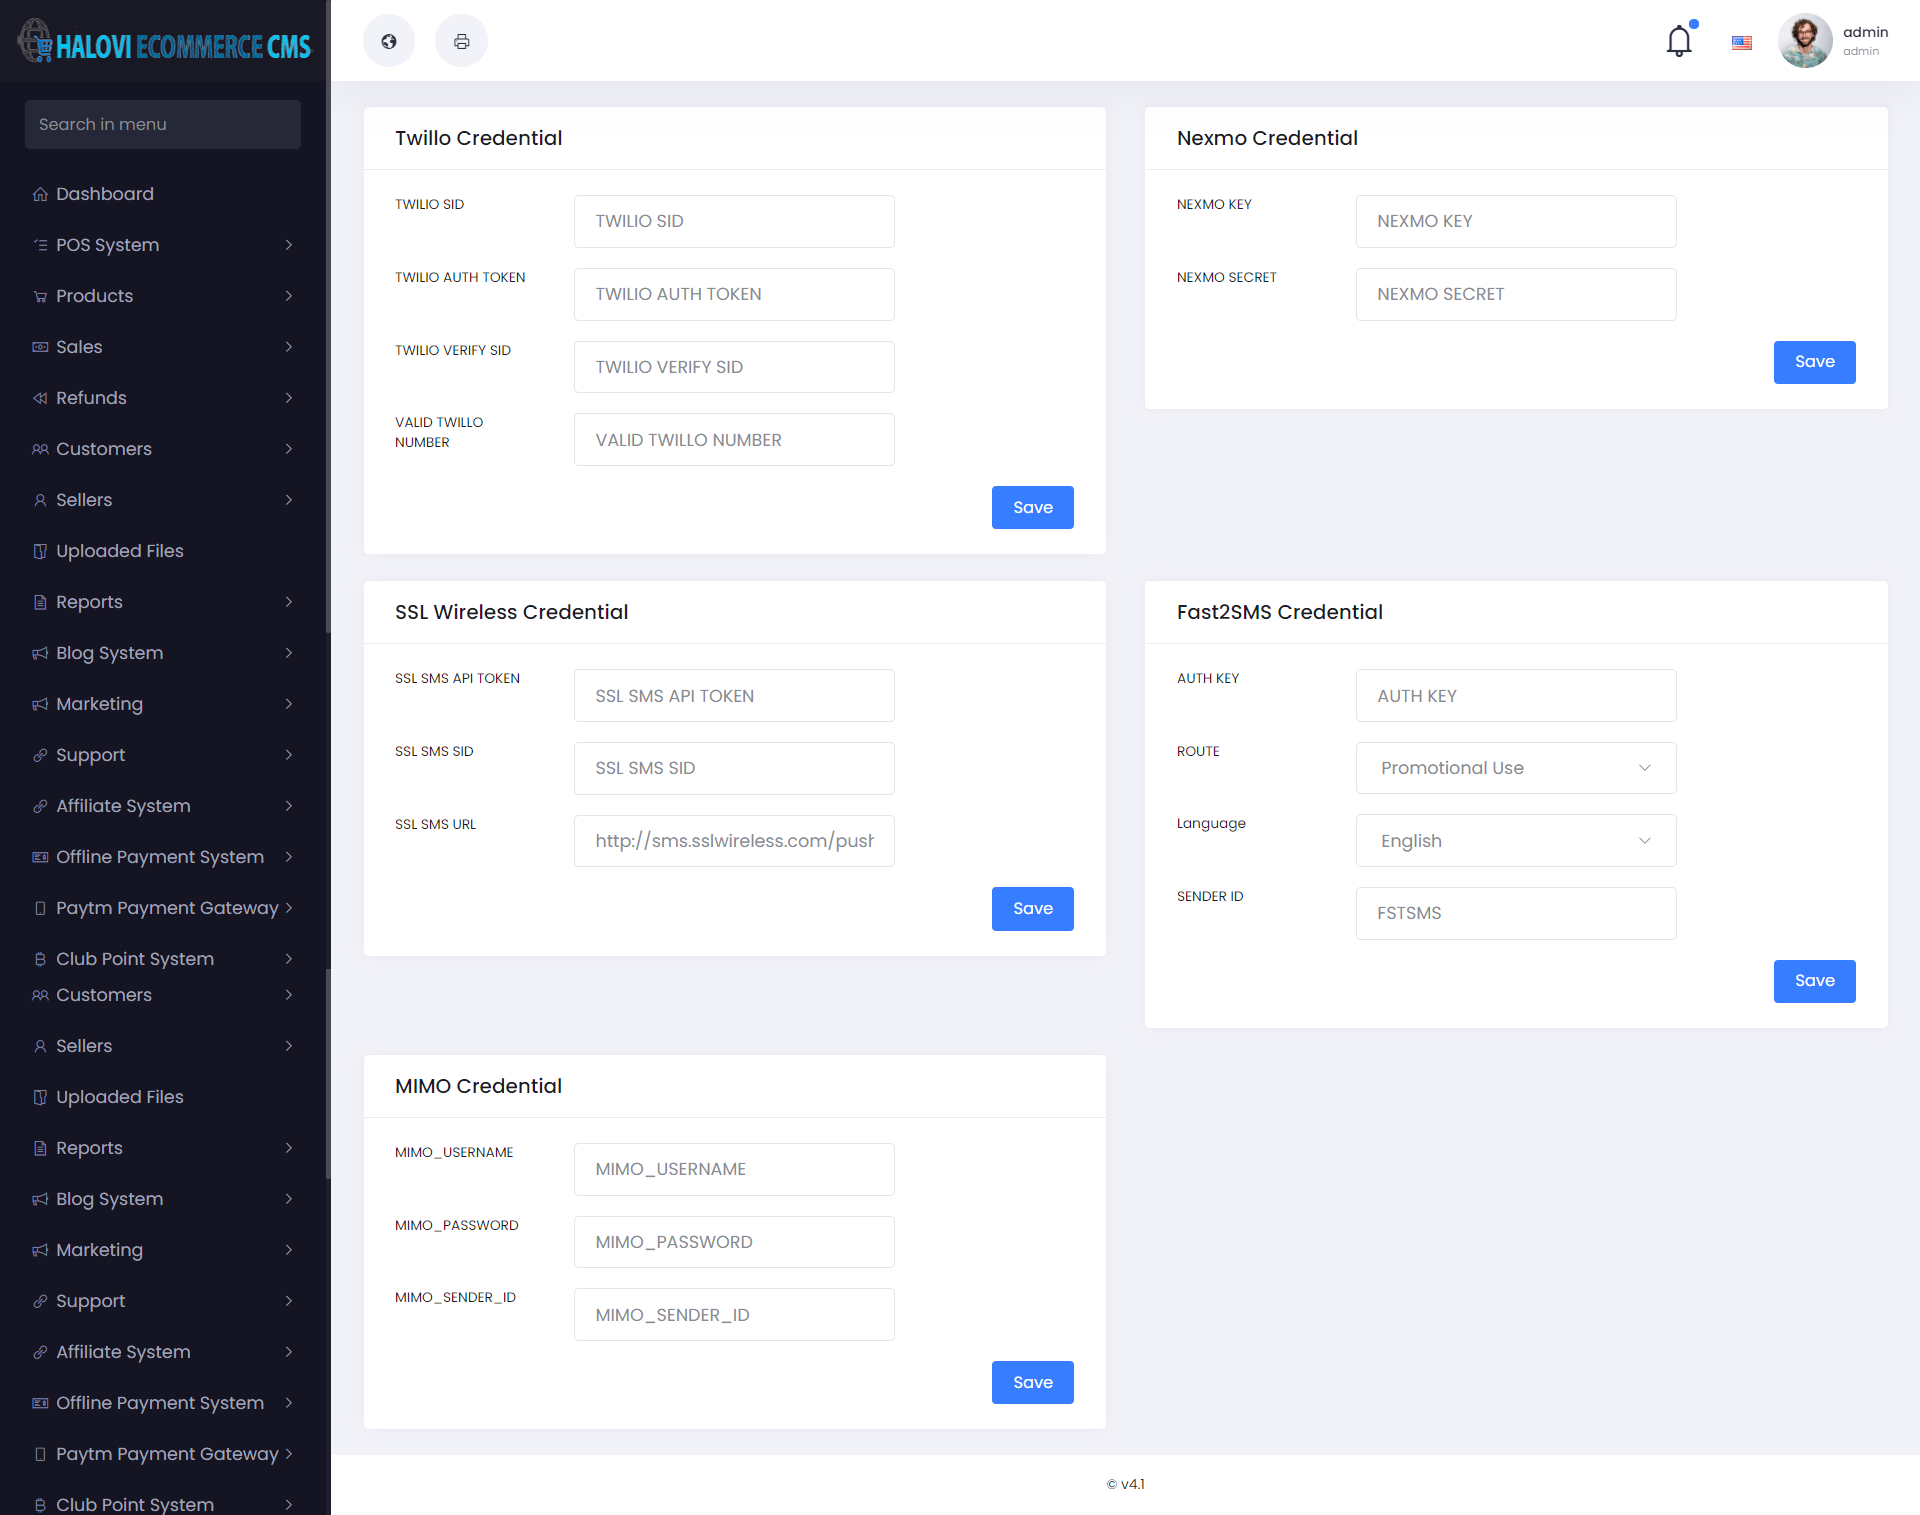 HALOVI ECOMMERCE CMS
Search in menu
Dashboard
POS System
Products
Sales
Refunds
Customers
Sellers
Uploaded Files
Reports
Blog System
Marketing
Support
Affiliate System
Offline Payment System
Paytm Payment Gateway
Club Point System
Customers
Sellers
Uploaded Files
Reports
Blog System
Marketing
Support
Affiliate System
Offline Payment System
Paytm Payment Gateway
Club Point System
admin
admin
Twillo Credential
TWILIO SID
TWILIO SID
TWILIO AUTH TOKEN
TWILIO AUTH TOKEN
TWILIO VERIFY SID
TWILIO VERIFY SID
VALID TWILLO
NUMBER
VALID TWILLO NUMBER
Save
Nexmo Credential
NEXMO KEY
NEXMO KEY
NEXMO SECRET
NEXMO SECRET
Save
SSL Wireless Credential
SSL SMS API TOKEN
SSL SMS API TOKEN
SSL SMS SID
SSL SMS SID
SSL SMS URL
http://sms.sslwireless.com/push
Save
Fast2SMS Credential
AUTH KEY
AUTH KEY
ROUTE
Promotional Use
Language
English
SENDER ID
FSTSMS
Save
MIMO Credential
MIMO_USERNAME
MIMO_USERNAME
MIMO_PASSWORD
MIMO_PASSWORD
MIMO_SENDER_ID
MIMO_SENDER_ID
Save
© v4.1